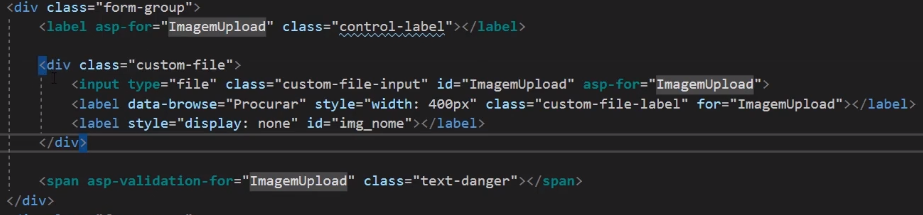 <div class="form-group">
<label asp-for="ImagemUpload" class="control-label"></label>
<div class="custom-file">
<input type="file" class="custom-file-input" id="ImagemUpload" asp-for="ImagemUpload">
<label data-browse="Procurar" style="width: 400px" class="custom-file-label" for="ImagemUpload"></label>
<label style="display: none" id="img_nome"></label>
</div>
<span asp-validation-for="ImagemUpload" class="text-danger"></span>
</div>